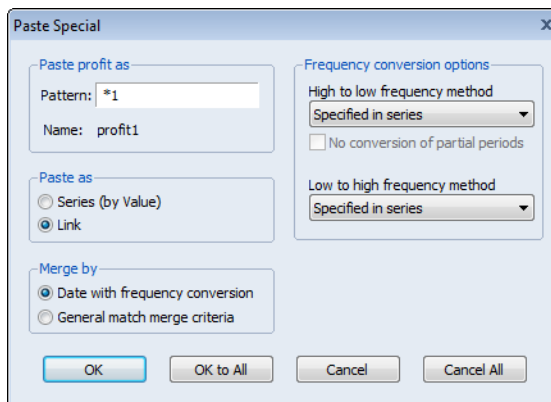 Paste Special
x
Paste profit as
Pattern: *1
Name: profit1
Paste as
Series (by Value)
Link
Merge by
Date with frequency conversion
General match merge criteria
Frequency conversion options
High to low frequency method
Specified in series
No conversion of partial periods
Low to high frequency method
Specified in series
OK
OK to All
Cancel
Cancel All